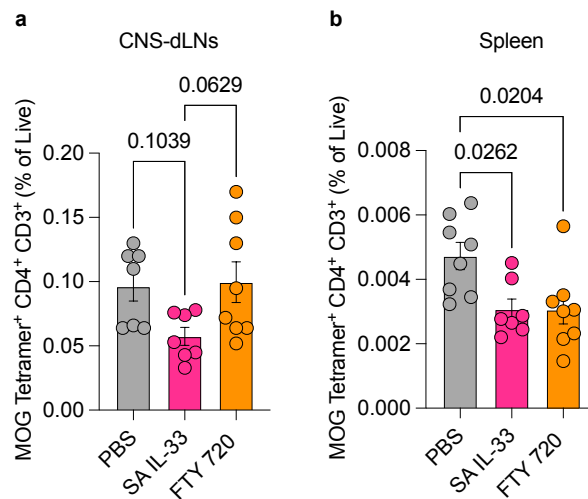 a
CNS-dLNs
0.0629
0.1039
MOG Tetramer⁺ CD4⁺ CD3⁺ (% of Live)
0.20
0.15
0.10
0.05
0.00
PBS
SA IL-33
FTY 720
b
Spleen
0.0204
0.0262
MOG Tetramer⁺ CD4⁺ CD3⁺ (% of Live)
0.008
0.006
0.004
0.002
0.000
PBS
SA IL-33
FTY 720